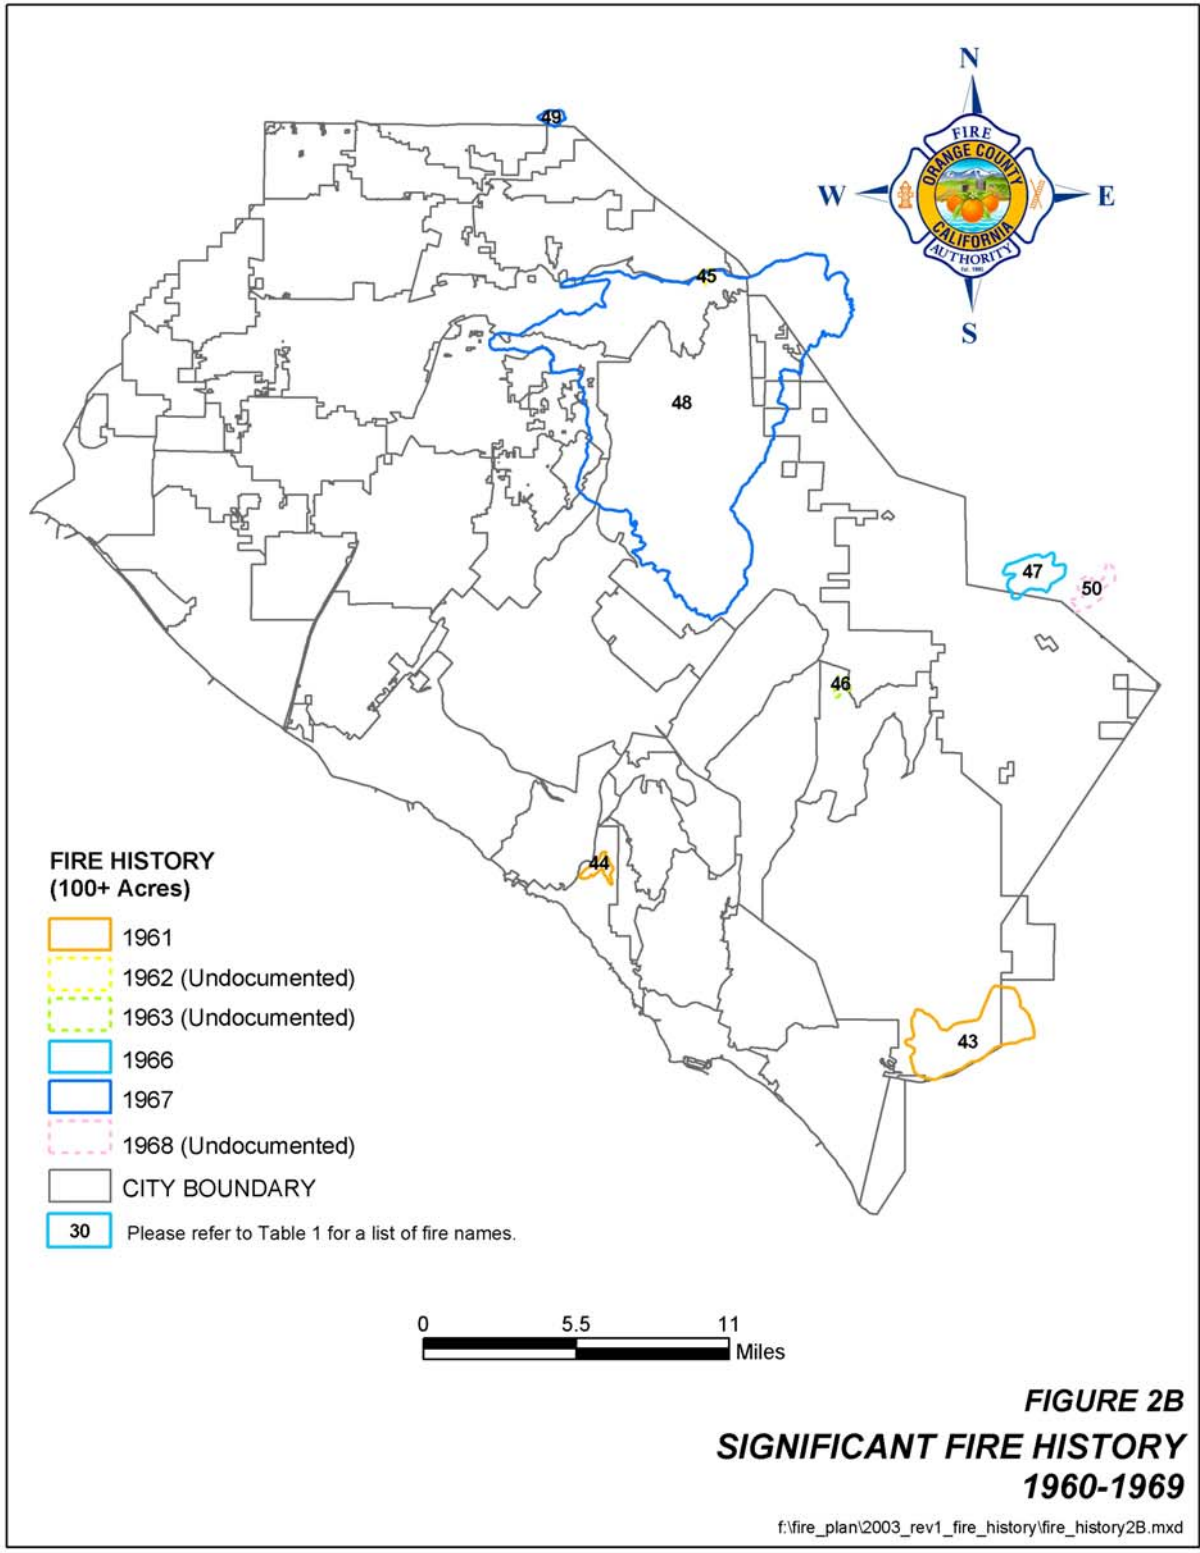 N
W
E
S
FIRE
ORANGE COUNTY
CALIFORNIA
AUTHORITY
Est. 1995
49
45
48
47
50
46
44
43
FIRE HISTORY
(100+ Acres)
1961
1962 (Undocumented)
1963 (Undocumented)
1966
1967
1968 (Undocumented)
CITY BOUNDARY
30 Please refer to Table 1 for a list of fire names.
0 5.5 11
Miles
FIGURE 2B
SIGNIFICANT FIRE HISTORY
1960-1969
f:\fire_plan\2003_rev1_fire_history\fire_history2B.mxd